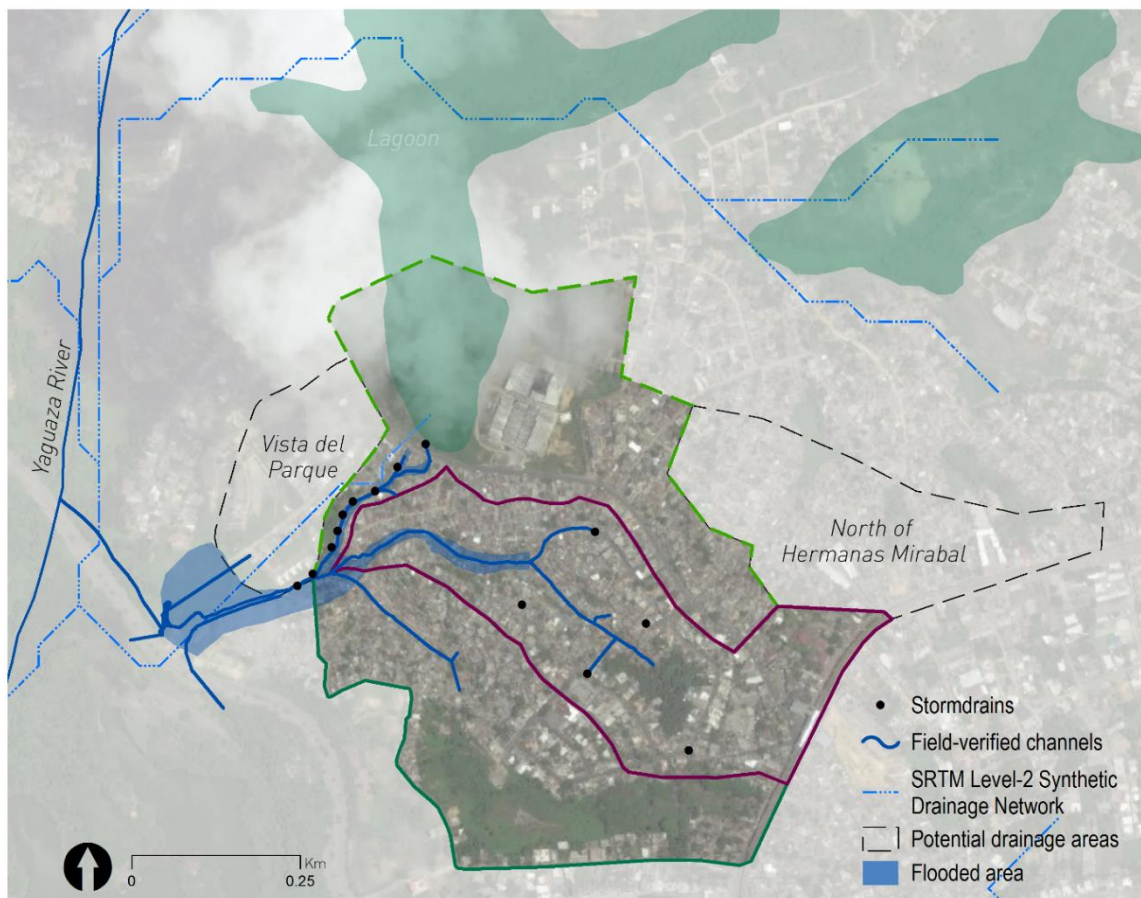 Lagoon
Yaguaza River
Vista del
Parque
North of
Hermanas Mirabal
Stormdrains
Field-verified channels
SRTM Level-2 Synthetic
Drainage Network
Potential drainage areas
Flooded area
Km
0
0.25